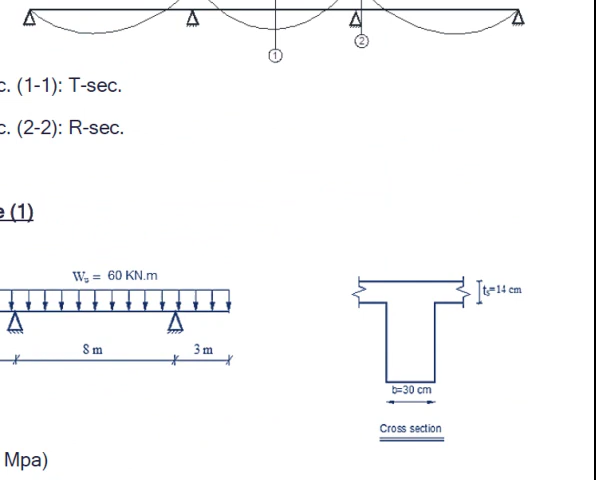 1
2
c. (1-1): T-sec.
c. (2-2): R-sec.
e (1)
Wu = 60 KN.m
ts=14 cm
8 m
3 m
b=30 cm
Cross section
Mpa)